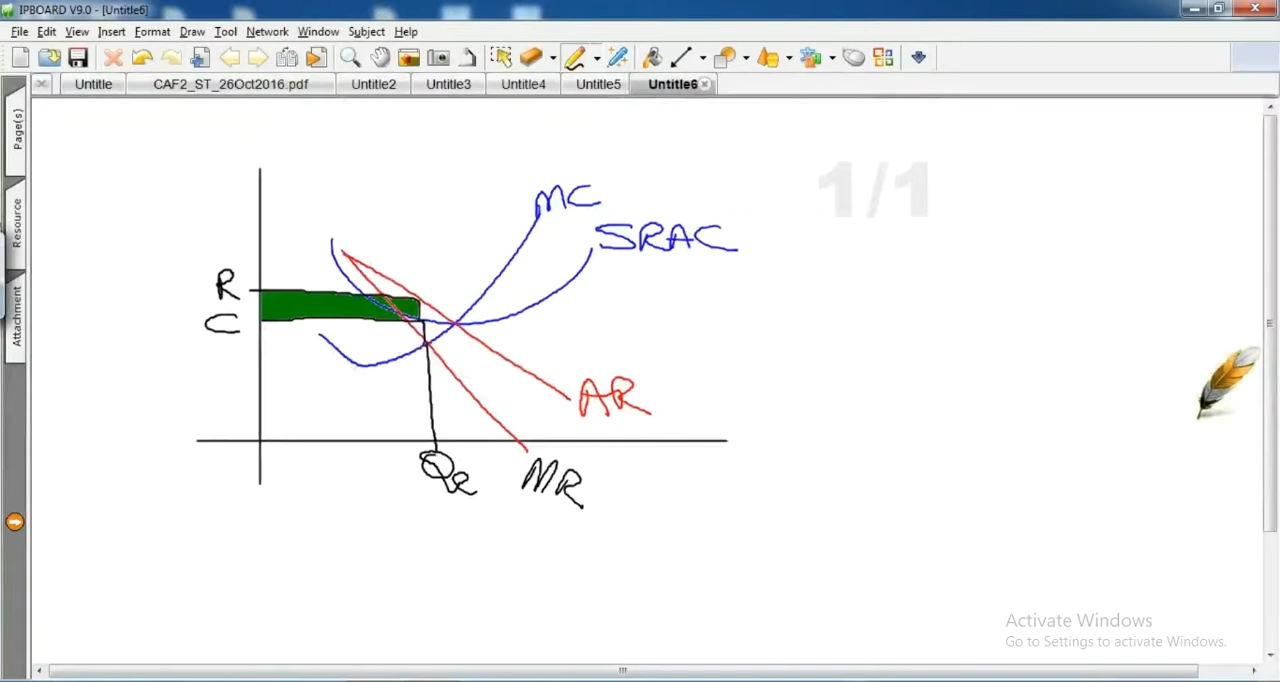 IPBOARD V9.0 - [Untitle6]
File Edit View Insert Format Draw Tool Network Window Subject Help
Untitle CAF2_ST_26Oct2016.pdf Untitle2 Untitle3 Untitle4 Untitle5 Untitle6
Page(s)
Resource
Attachment
1/1
MC
SRAC
R
C
AR
QE
MR
Activate Windows
Go to Settings to activate Windows.